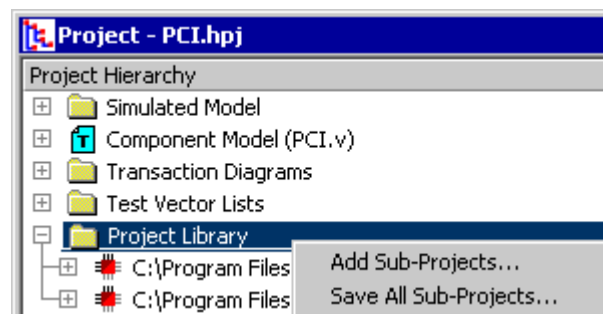 Project - PCI.hpj
Project Hierarchy
Simulated Model
T Component Model (PCI.v)
Transaction Diagrams
Test Vector Lists
Project Library
C:\Program Files
Add Sub-Projects...
C:\Program Files
Save All Sub-Projects...